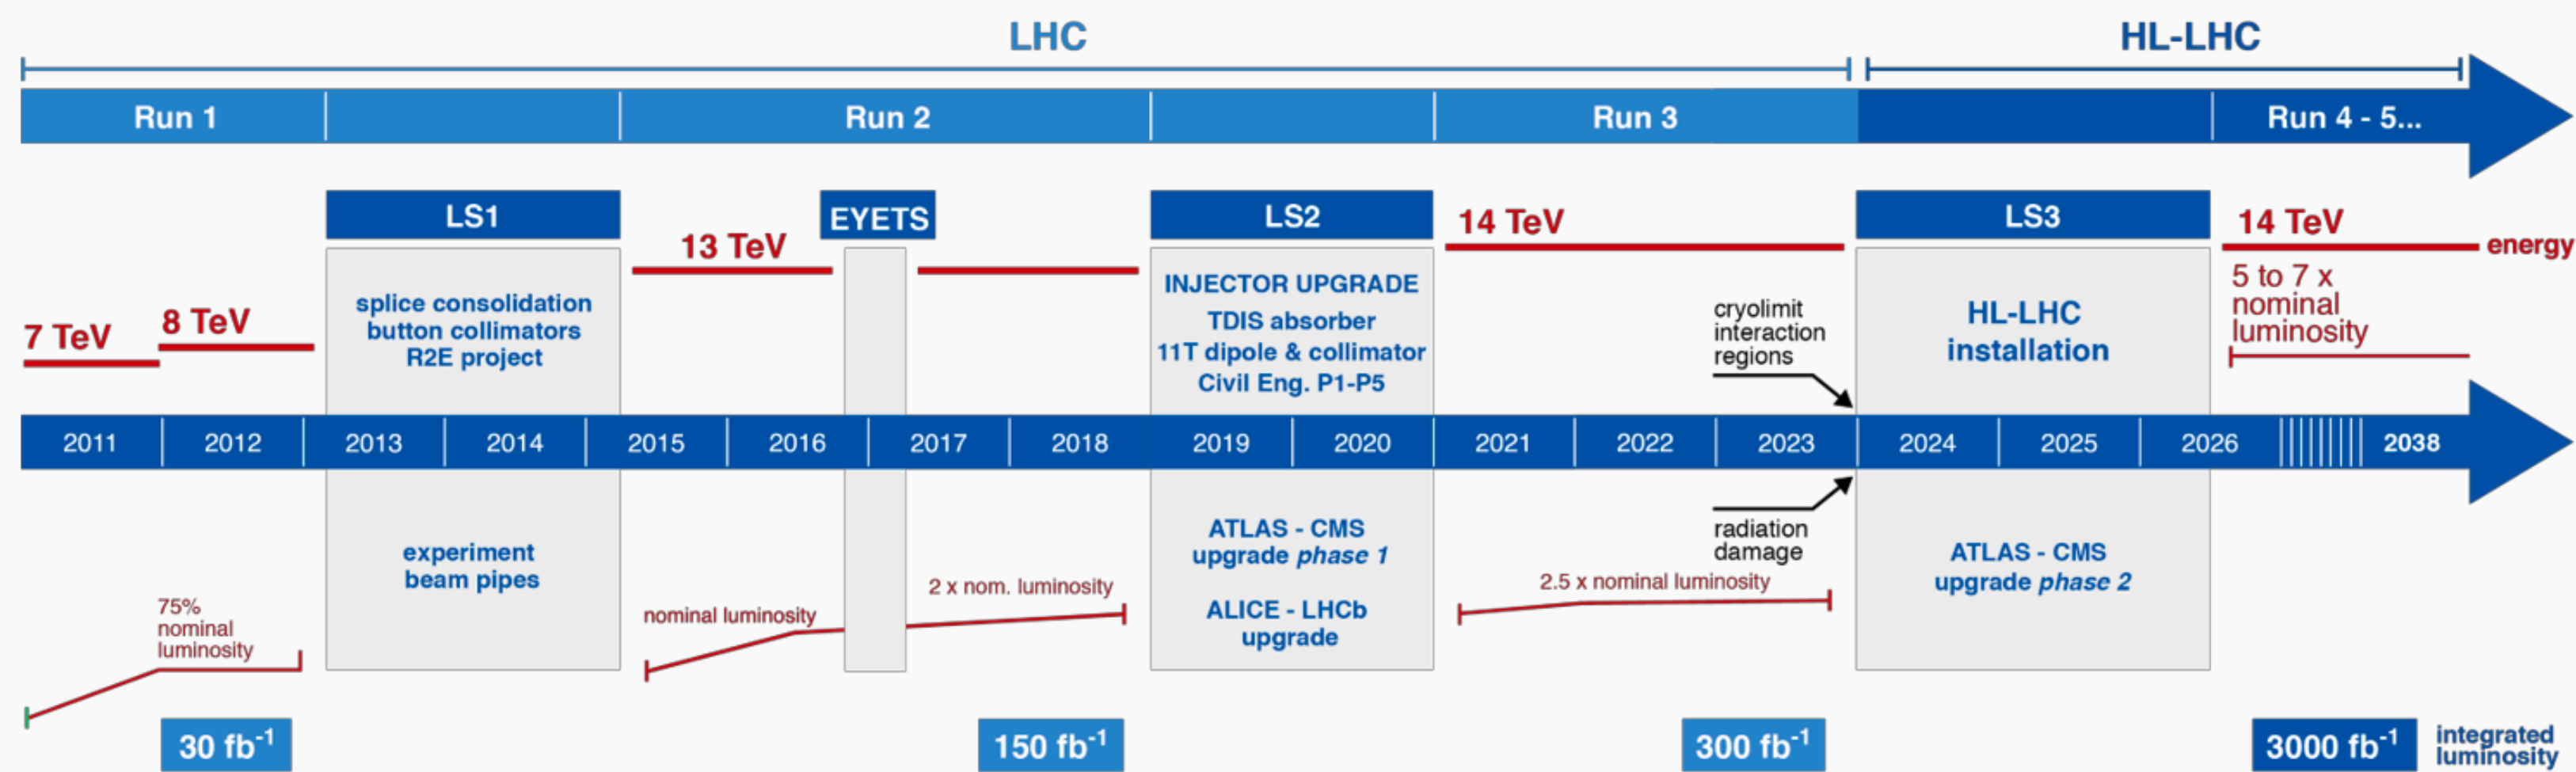 LHC
HL-LHC
Run 1
Run 2
Run 3
Run 4 - 5...
LS1
EYETS
LS2
LS3
7 TeV
8 TeV
13 TeV
14 TeV
14 TeV
energy
splice consolidation
button collimators
R2E project
INJECTOR UPGRADE
TDIS absorber
11T dipole & collimator
Civil Eng. P1-P5
cryolimit
interaction
regions
HL-LHC
installation
5 to 7 x
nominal
luminosity
2011 2012 2013 2014 2015 2016 2017 2018 2019 2020 2021 2022 2023 2024 2025 2026 2038
75%
nominal
luminosity
experiment
beam pipes
nominal luminosity
2 x nom. luminosity
ATLAS - CMS
upgrade phase 1
ALICE - LHCb
upgrade
2.5 x nominal luminosity
radiation
damage
ATLAS - CMS
upgrade phase 2
30 fb⁻¹
150 fb⁻¹
300 fb⁻¹
3000 fb⁻¹
integrated
luminosity